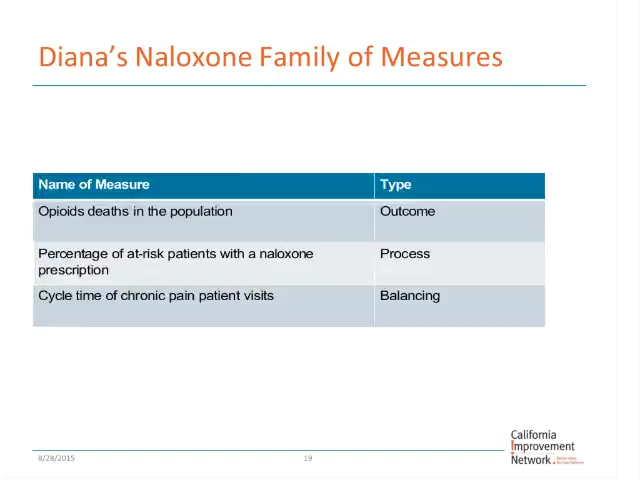 Diana’s Naloxone Family of Measures
Name of Measure
Type
Opioids deaths in the population
Outcome
Percentage of at-risk patients with a naloxone
prescription
Process
Cycle time of chronic pain patient visits
Balancing
8/28/2015
19
California
Improvement
Network